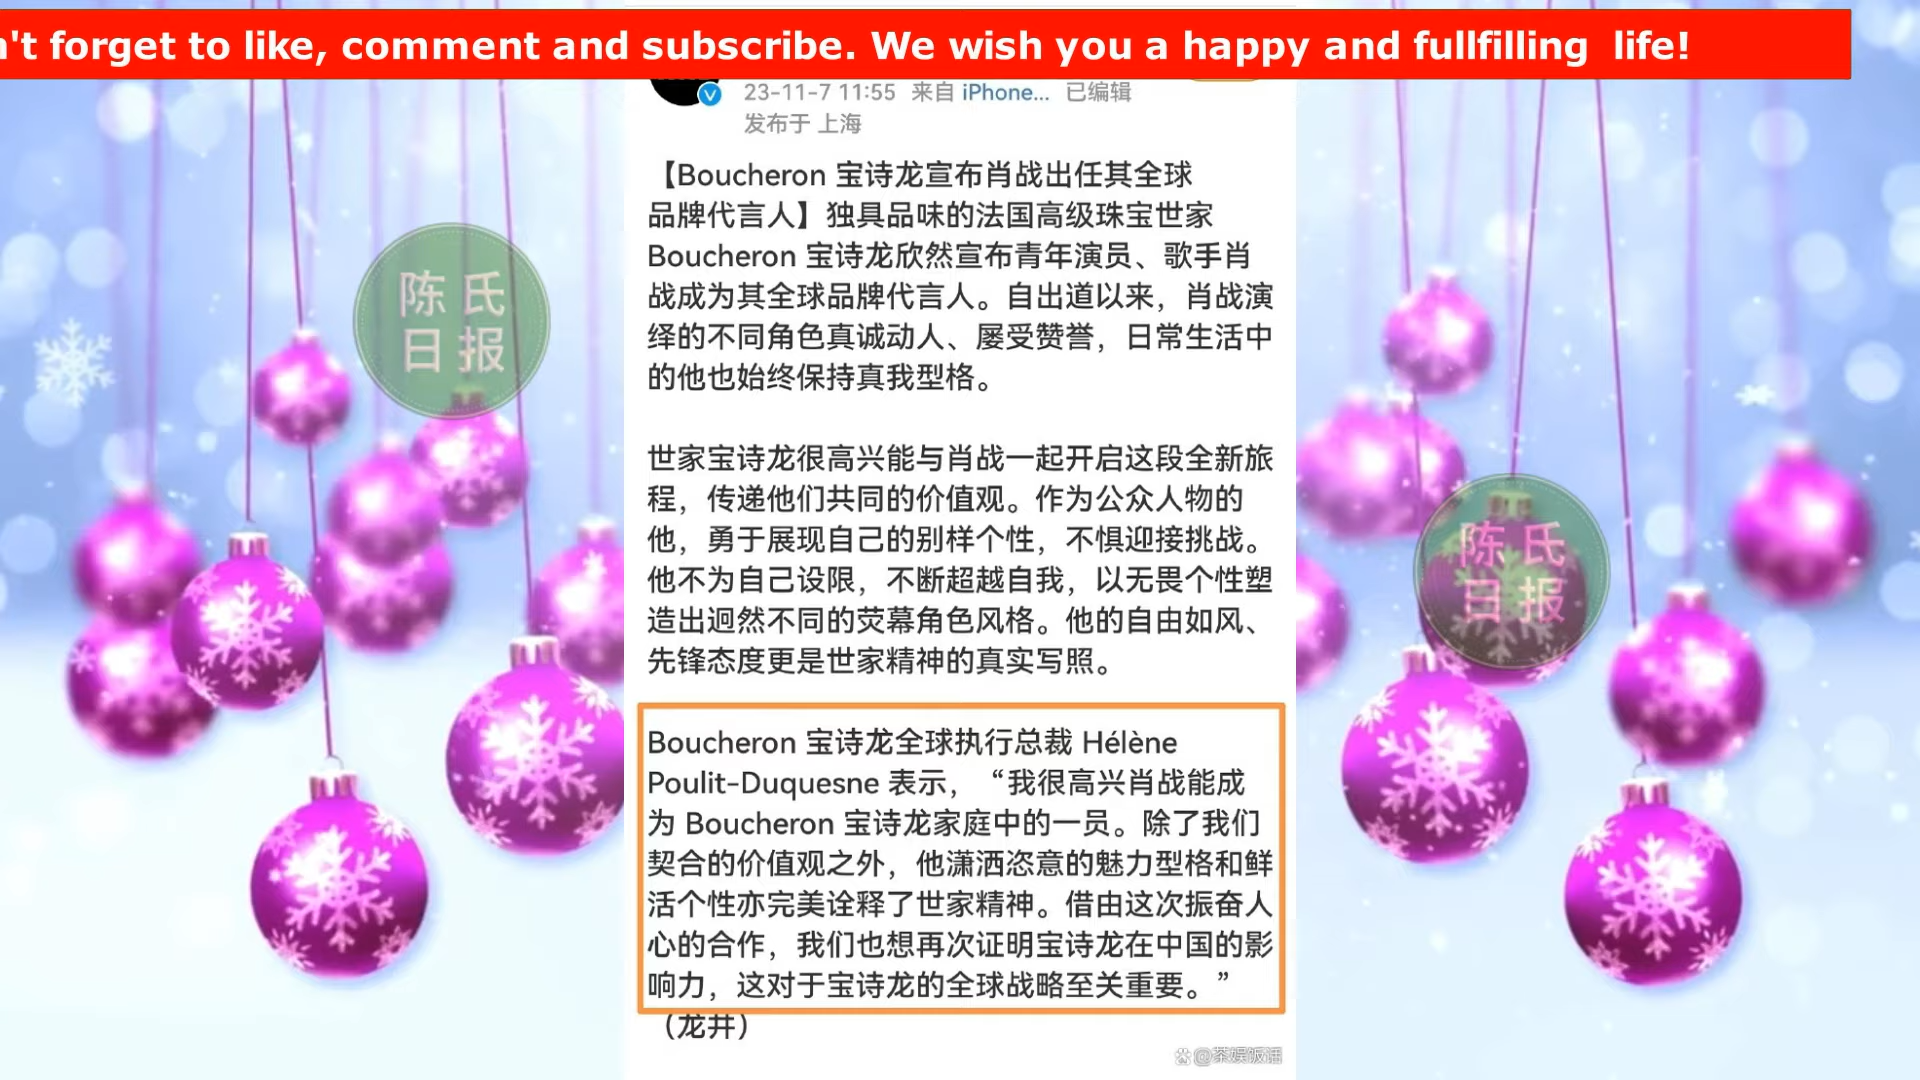 n't forget to like, comment and subscribe. We wish you a happy and fullfilling  life!
23-11-7 11:55 来自 iPhone... 已编辑
发布于 上海
【Boucheron 宝诗龙宣布肖战出任其全球
品牌代言人】独具品味的法国高级珠宝世家
Boucheron 宝诗龙欣然宣布青年演员、歌手肖
战成为其全球品牌代言人。自出道以来，肖战演
绎的不同角色真诚动人、屡受赞誉，日常生活中
的他也始终保持真我型格。
世家宝诗龙很高兴能与肖战一起开启这段全新旅
程，传递他们共同的价值观。作为公众人物的
他，勇于展现自己的别样个性，不惧迎接挑战。
他不为自己设限，不断超越自我，以无畏个性塑
造出迥然不同的荧幕角色风格。他的自由如风、
先锋态度更是世家精神的真实写照。
Boucheron 宝诗龙全球执行总裁 Hélène
Poulit-Duquesne 表示，“我很高兴肖战能成
为 Boucheron 宝诗龙家庭中的一员。除了我们
契合的价值观之外，他潇洒恣意的魅力型格和鲜
活个性亦完美诠释了世家精神。借由这次振奋人
心的合作，我们也想再次证明宝诗龙在中国的影
响力，这对于宝诗龙的全球战略至关重要。”
（龙井）
@茶娱饭话
陈氏
日报
陈氏
日报